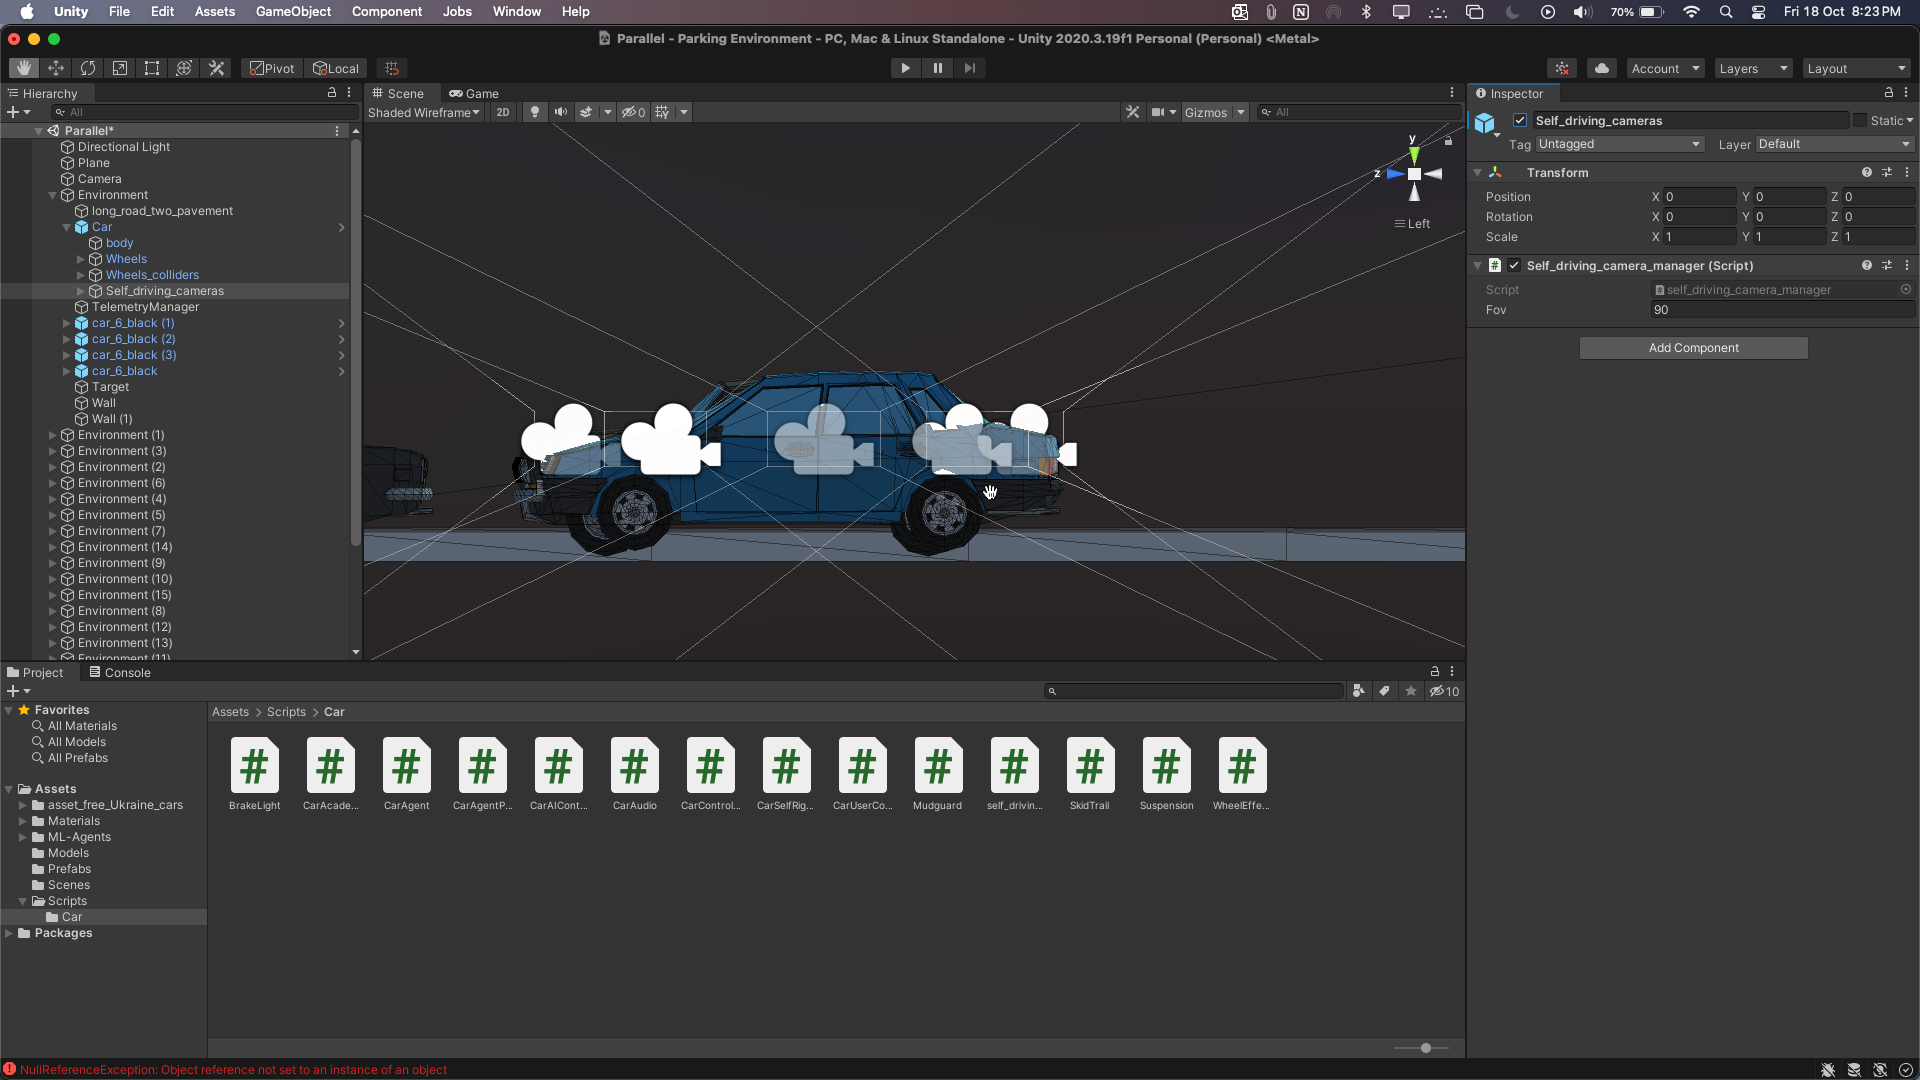 Unity File Edit Assets GameObject Component Jobs Window Help 70% Fri 18 Oct 8:23 PM
Parallel - Parking Environment - PC, Mac & Linux Standalone - Unity 2020.3.19f1 Personal (Personal) <Metal>
Pivot Local Account Layers Layout
Hierarchy
All
Parallel*
Directional Light
Plane
Camera
Environment
long_road_two_pavement
Car
body
Wheels
Wheels_colliders
Self_driving_cameras
TelemetryManager
car_6_black (1)
car_6_black (2)
car_6_black (3)
car_6_black
Target
Wall
Wall (1)
Environment (1)
Environment (3)
Environment (2)
Environment (6)
Environment (4)
Environment (5)
Environment (7)
Environment (14)
Environment (9)
Environment (10)
Environment (15)
Environment (8)
Environment (12)
Environment (13)
Environment (11)
Scene Game
Shaded Wireframe 2D 0 Gizmos All
y
z
Left
Inspector
Self_driving_cameras Static
Tag Untagged Layer Default
Transform
Position X 0 Y 0 Z 0
Rotation X 0 Y 0 Z 0
Scale X 1 Y 1 Z 1
# Self_driving_camera_manager (Script)
Script self_driving_camera_manager
Fov 90
Add Component
Project Console
10
Favorites
All Materials
All Models
All Prefabs
Assets
asset_free_Ukraine_cars
Materials
ML-Agents
Models
Prefabs
Scenes
Scripts
Car
Packages
Assets > Scripts > Car
# # # # # # # # # # # # # #
BrakeLight CarAcade... CarAgent CarAgentP... CarAICont... CarAudio CarControl... CarSelfRig... CarUserCo... Mudguard self_drivin... SkidTrail Suspension WheelEffe...
NullReferenceException: Object reference not set to an instance of an object